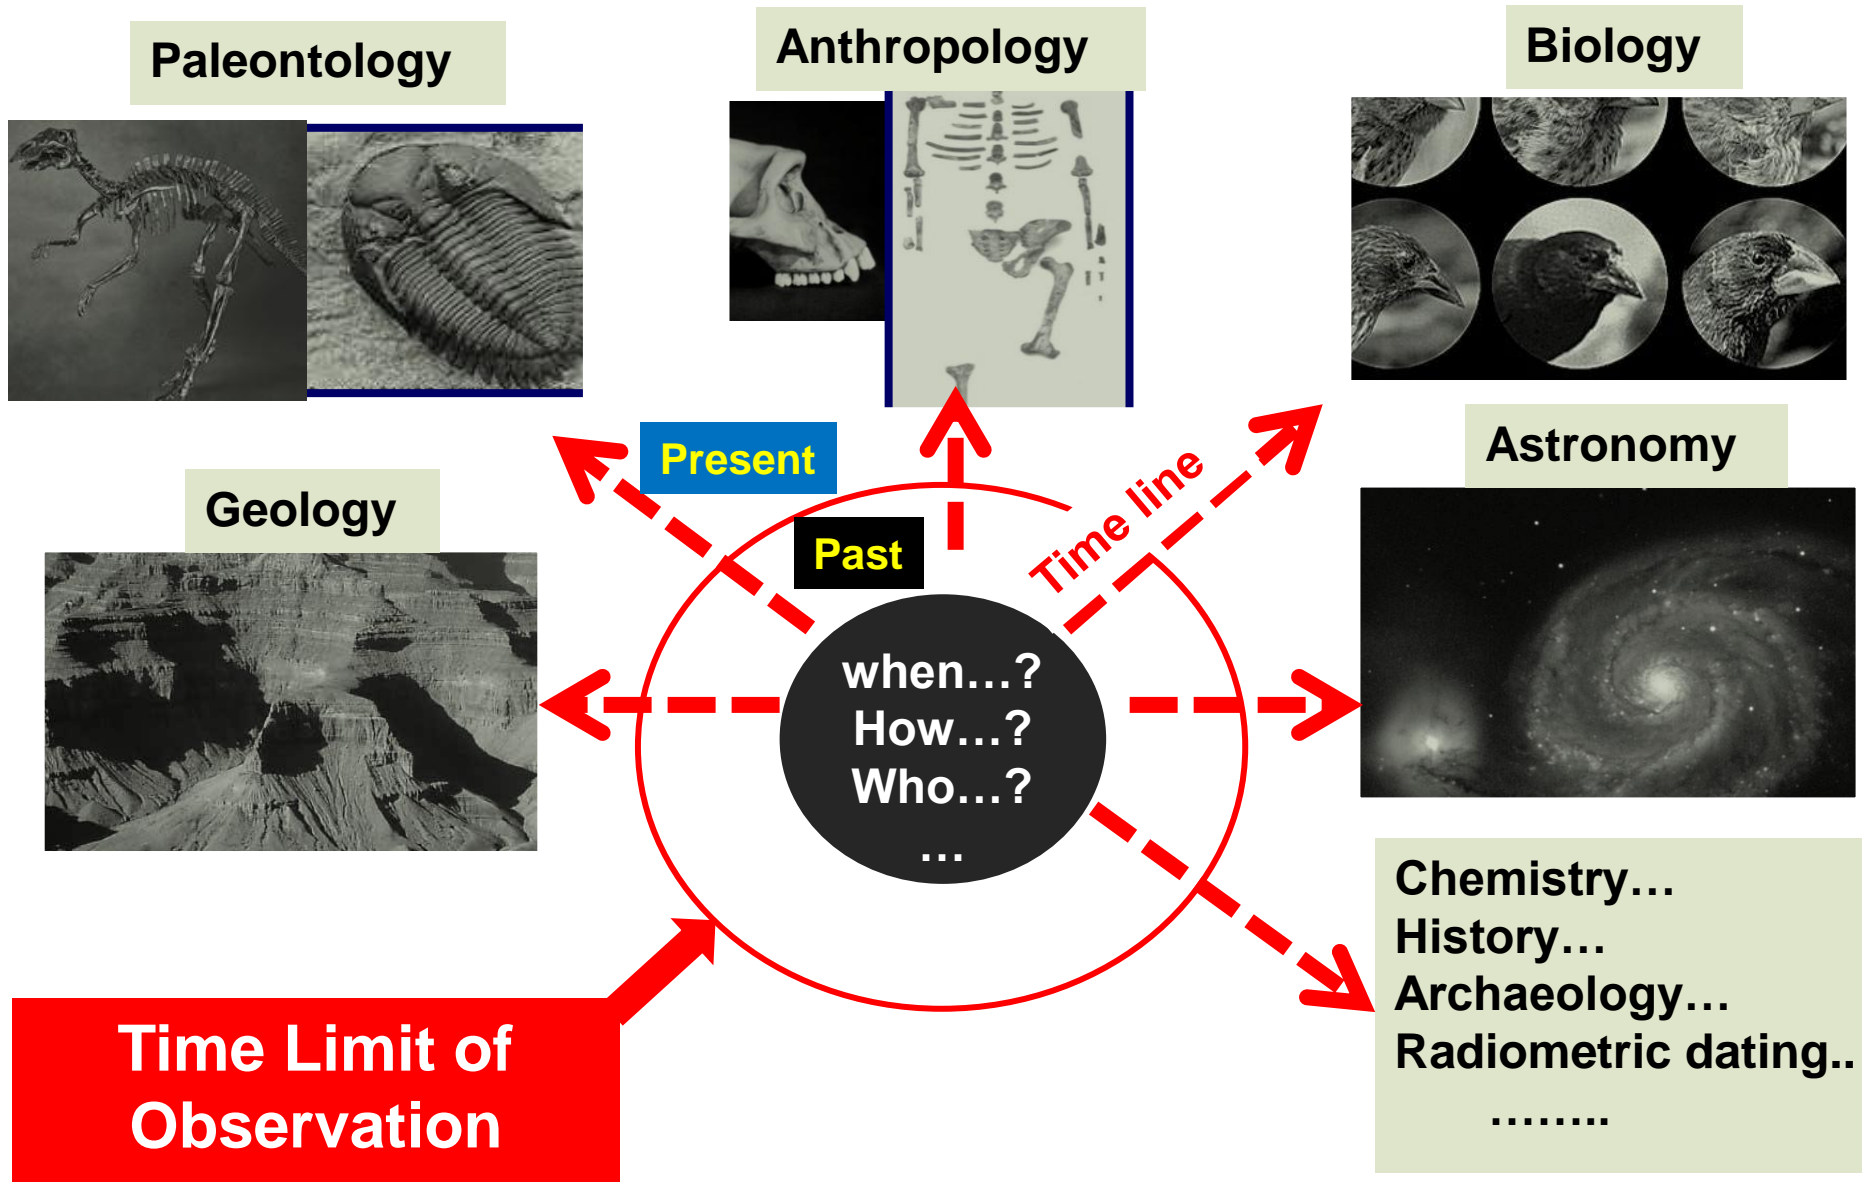 Paleontology
Anthropology
Biology
Present
Astronomy
Geology
Past
Time line
when…?
How…?
Who…?
…
Chemistry…
History…
Archaeology…
Radiometric dating..
……..
Time Limit of
Observation